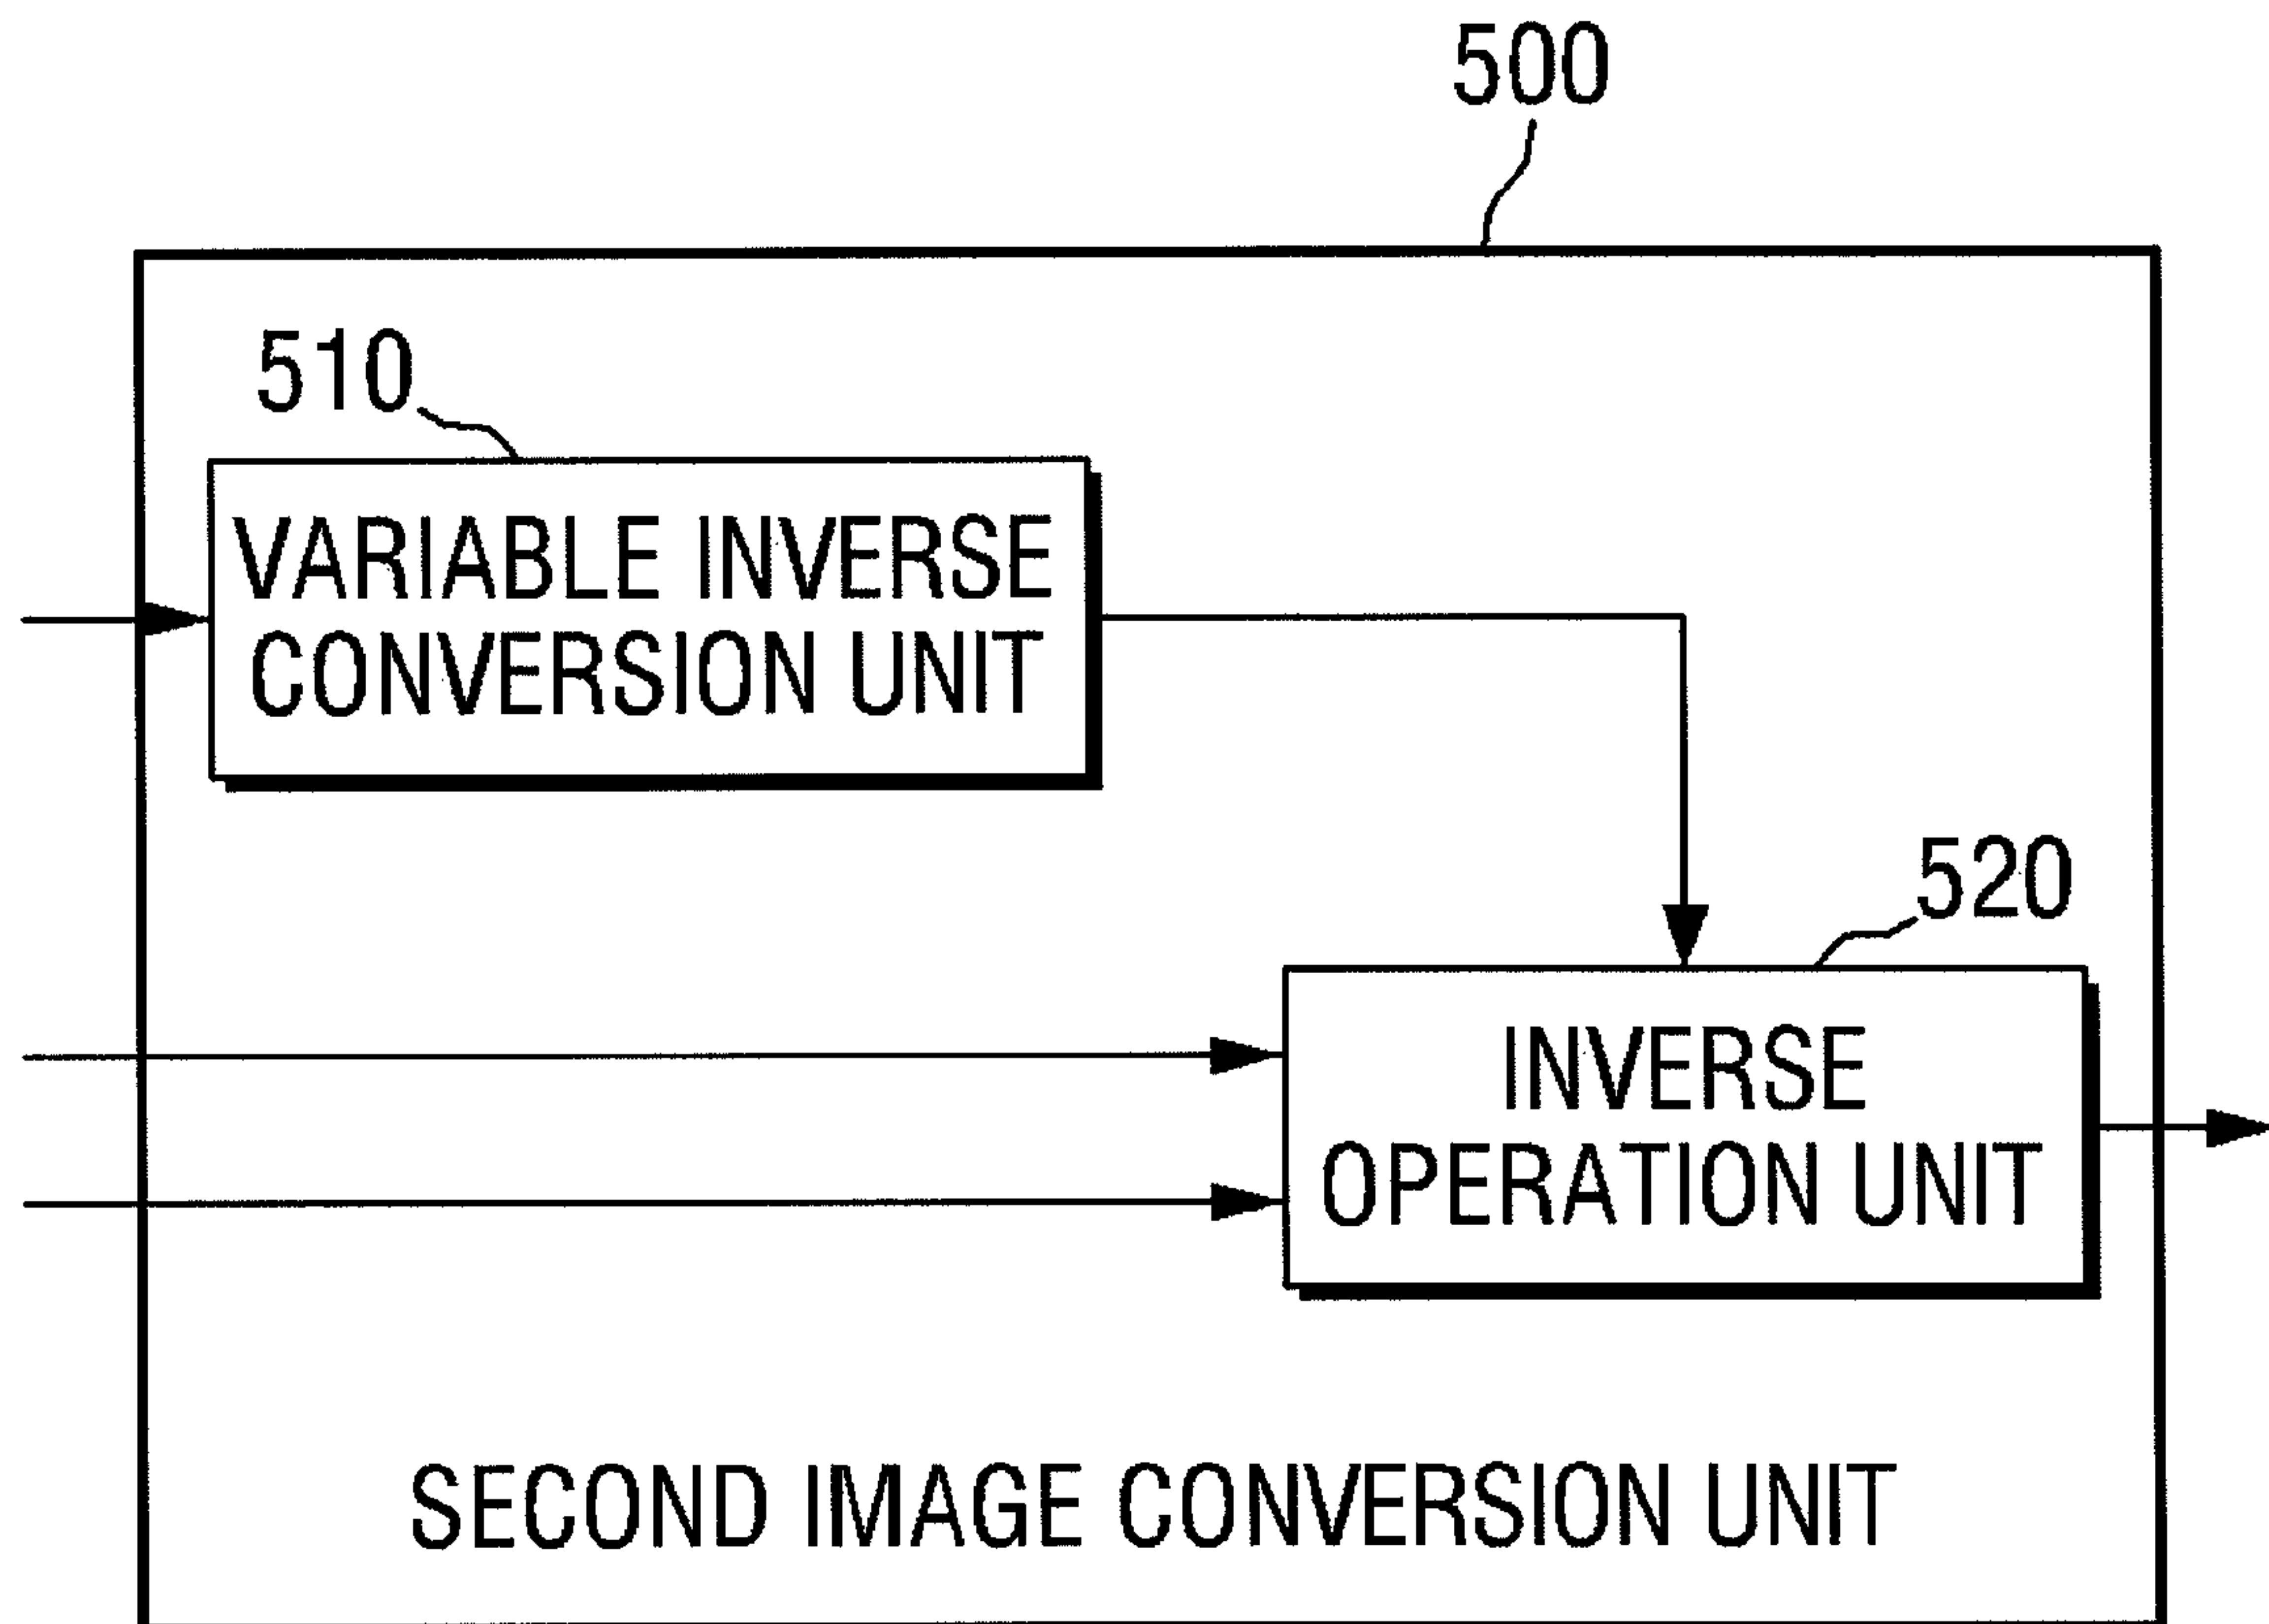 500
510
VARIABLE INVERSE
CONVERSION UNIT
520
INVERSE
OPERATION UNIT
SECOND IMAGE CONVERSION UNIT